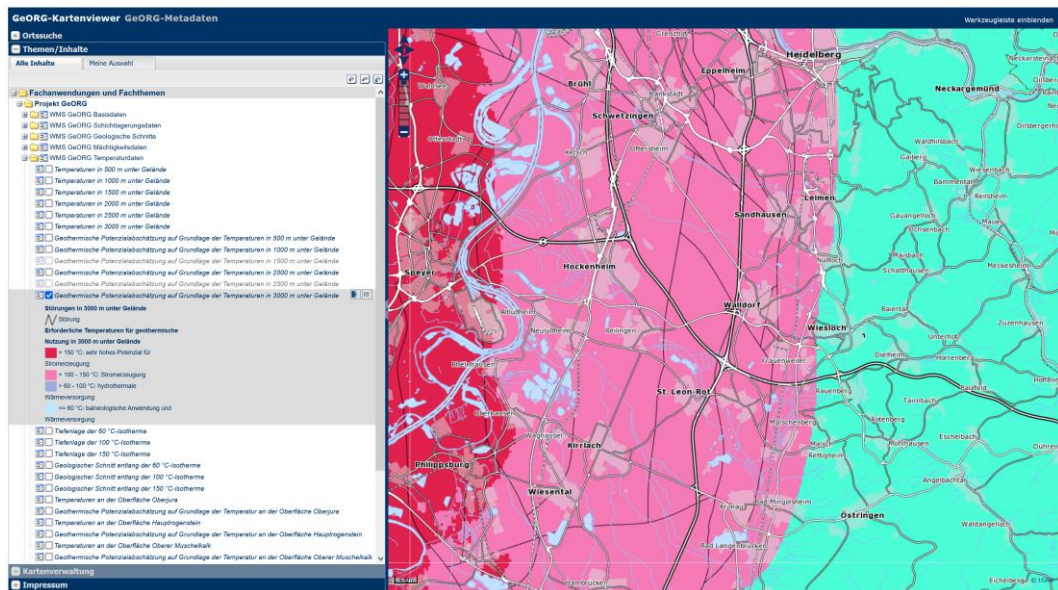 GeORG-Kartenviewer GeORG-Metadaten
Werkzeugleiste einblenden
Ortssuche
Themen/Inhalte
Alle Inhalte
Meine Auswahl
Fachanwendungen und Fachthemen
Projekt GeORG
WMS GeORG Basisdaten
WMS GeORG Schichtlagerungsdaten
WMS GeORG Geologische Schnitte
WMS GeORG Mächtigkeitsdaten
WMS GeORG Temperaturdaten
Temperaturen in 500 m unter Gelände
Temperaturen in 1000 m unter Gelände
Temperaturen in 1500 m unter Gelände
Temperaturen in 2000 m unter Gelände
Temperaturen in 2500 m unter Gelände
Temperaturen in 3000 m unter Gelände
Geothermische Potenzialabschätzung auf Grundlage der Temperaturen in 500 m unter Gelände
Geothermische Potenzialabschätzung auf Grundlage der Temperaturen in 1000 m unter Gelände
Geothermische Potenzialabschätzung auf Grundlage der Temperaturen in 1500 m unter Gelände
Geothermische Potenzialabschätzung auf Grundlage der Temperaturen in 2000 m unter Gelände
Geothermische Potenzialabschätzung auf Grundlage der Temperaturen in 2500 m unter Gelände
Geothermische Potenzialabschätzung auf Grundlage der Temperaturen in 3000 m unter Gelände
Störungen in 3000 m unter Gelände
Störung
Erforderliche Temperaturen für geothermische
Nutzung in 3000 m unter Gelände
> 150 °C: sehr hohes Potenzial für
Stromerzeugung
> 100 - 150 °C: Stromerzeugung
> 60 - 100 °C: hydrothermale
Wärmeversorgung
<= 60 °C: balneologische Anwendung und
Wärmeversorgung
Tiefenlage der 60 °C-Isotherme
Tiefenlage der 100 °C-Isotherme
Tiefenlage der 150 °C-Isotherme
Geologischer Schnitt entlang der 60 °C-Isotherme
Geologischer Schnitt entlang der 100 °C-Isotherme
Geologischer Schnitt entlang der 150 °C-Isotherme
Temperaturen an der Oberfläche Oberjura
Geothermische Potenzialabschätzung auf Grundlage der Temperatur an der Oberfläche Oberjura
Temperaturen an der Oberfläche Hauptrogenstein
Geothermische Potenzialabschätzung auf Grundlage der Temperatur an der Oberfläche Hauptrogenstein
Temperaturen an der Oberfläche Oberer Muschelkalk
Geothermische Potenzialabschätzung auf Grundlage der Temperatur an der Oberfläche Oberer Muschelkalk
Kartenverwaltung
Impressum
Heidelberg
Eppelheim
Brühl
Waldsee
Plankstadt
Neckargemünd
Schwetzingen
Otterstadt
Ketsch
Oftersheim
Waldhilsbach
Gaiberg
Wiesenbach
Bammental
Reilsheim
Leimen
Sandhausen
Gauangelloch
Mauer
Ochsenbach
Nußloch
Maisbach
Schatthausen
Meckesheim
Speyer
Hockenheim
Altlußheim
Neulußheim
Reilingen
Walldorf
Wiesloch
Baiertal
Zuzenhausen
Unterhof
Dielheim
Horrenberg
Frauenweiler
Rheinhausen
St. Leon-Rot
Rauenberg
Balzfeld
Tairnbach
Oberhausen
Malschenberg
Rotenberg
Waghäusel
Kirrlach
Malsch
Rettigheim
Mühlhausen
Eschelbach
Philippsburg
Wiesental
Bad Mingolsheim
Angelbachtal
Kronau
Östringen
Waldangelloch
Bad Langenbrücken
Hambrücken
Eichelberg